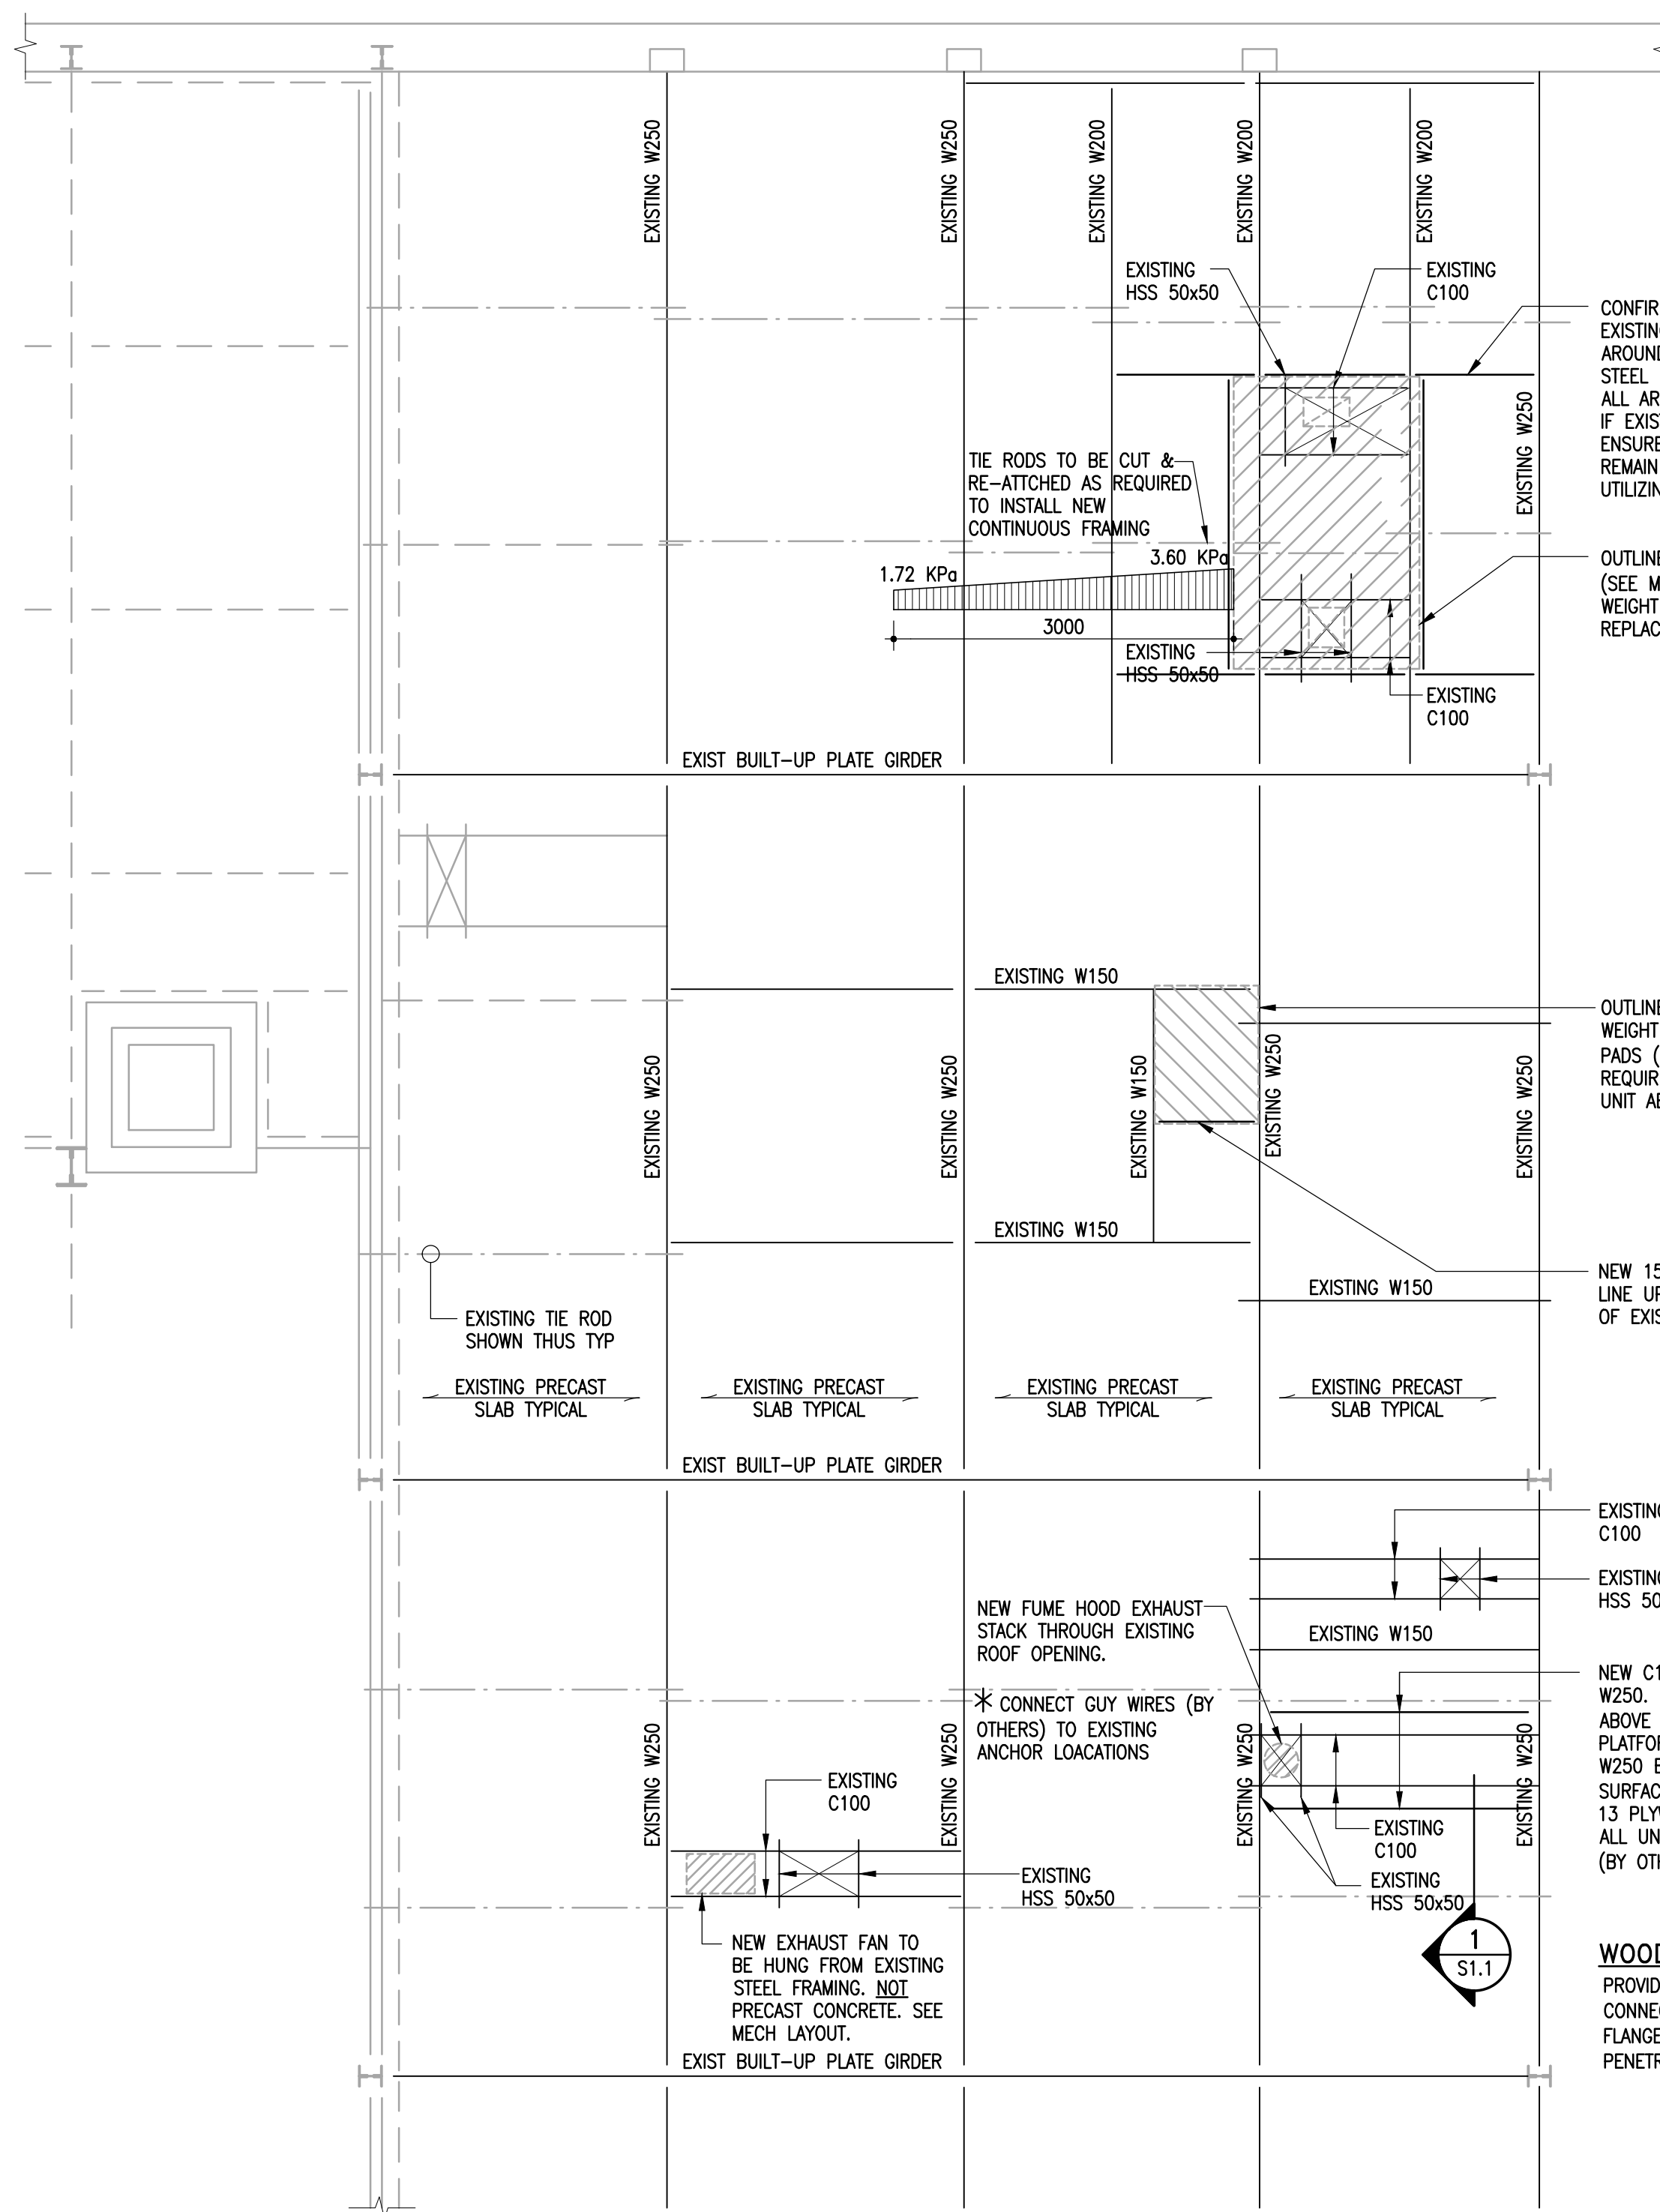 EXISTING W250
EXISTING W250
EXISTING W200
EXISTING W200
EXISTING W200
EXISTING
HSS 50x50
EXISTING
C100
CONFIR
EXISTING
AROUND
STEEL
ALL AR
IF EXIS
ENSURE
REMAIN
UTILIZIN
EXISTING W250
TIE RODS TO BE CUT &
RE-ATTCHED AS REQUIRED
TO INSTALL NEW
CONTINUOUS FRAMING
1.72 KPa
3.60 KPa
3000
OUTLINE
(SEE M
WEIGHT
REPLAC
EXISTING
HSS 50x50
EXISTING
C100
EXIST BUILT-UP PLATE GIRDER
EXISTING W150
OUTLINE
WEIGHT
PADS (
REQUIR
UNIT AB
EXISTING W250
EXISTING W250
EXISTING W150
EXISTING W250
EXISTING W250
EXISTING W150
NEW 15
LINE UP
OF EXIS
EXISTING W150
EXISTING TIE ROD
SHOWN THUS TYP
EXISTING PRECAST
SLAB TYPICAL
EXISTING PRECAST
SLAB TYPICAL
EXISTING PRECAST
SLAB TYPICAL
EXISTING PRECAST
SLAB TYPICAL
EXIST BUILT-UP PLATE GIRDER
EXISTING
C100
EXISTING
HSS 50
NEW FUME HOOD EXHAUST
STACK THROUGH EXISTING
ROOF OPENING.
EXISTING W150
* CONNECT GUY WIRES (BY
OTHERS) TO EXISTING
ANCHOR LOACATIONS
NEW C1
W250.
ABOVE
PLATFOR
W250 B
SURFAC
13 PLYW
ALL UN
(BY OTH
EXISTING W250
EXISTING W250
EXISTING W250
EXISTING W250
EXISTING
C100
EXISTING
C100
EXISTING
HSS 50x50
EXISTING
HSS 50x50
NEW EXHAUST FAN TO
BE HUNG FROM EXISTING
STEEL FRAMING. NOT
PRECAST CONCRETE. SEE
MECH LAYOUT.
1
S1.1
WOOD
PROVID
CONNEC
FLANGE
PENETR
EXIST BUILT-UP PLATE GIRDER